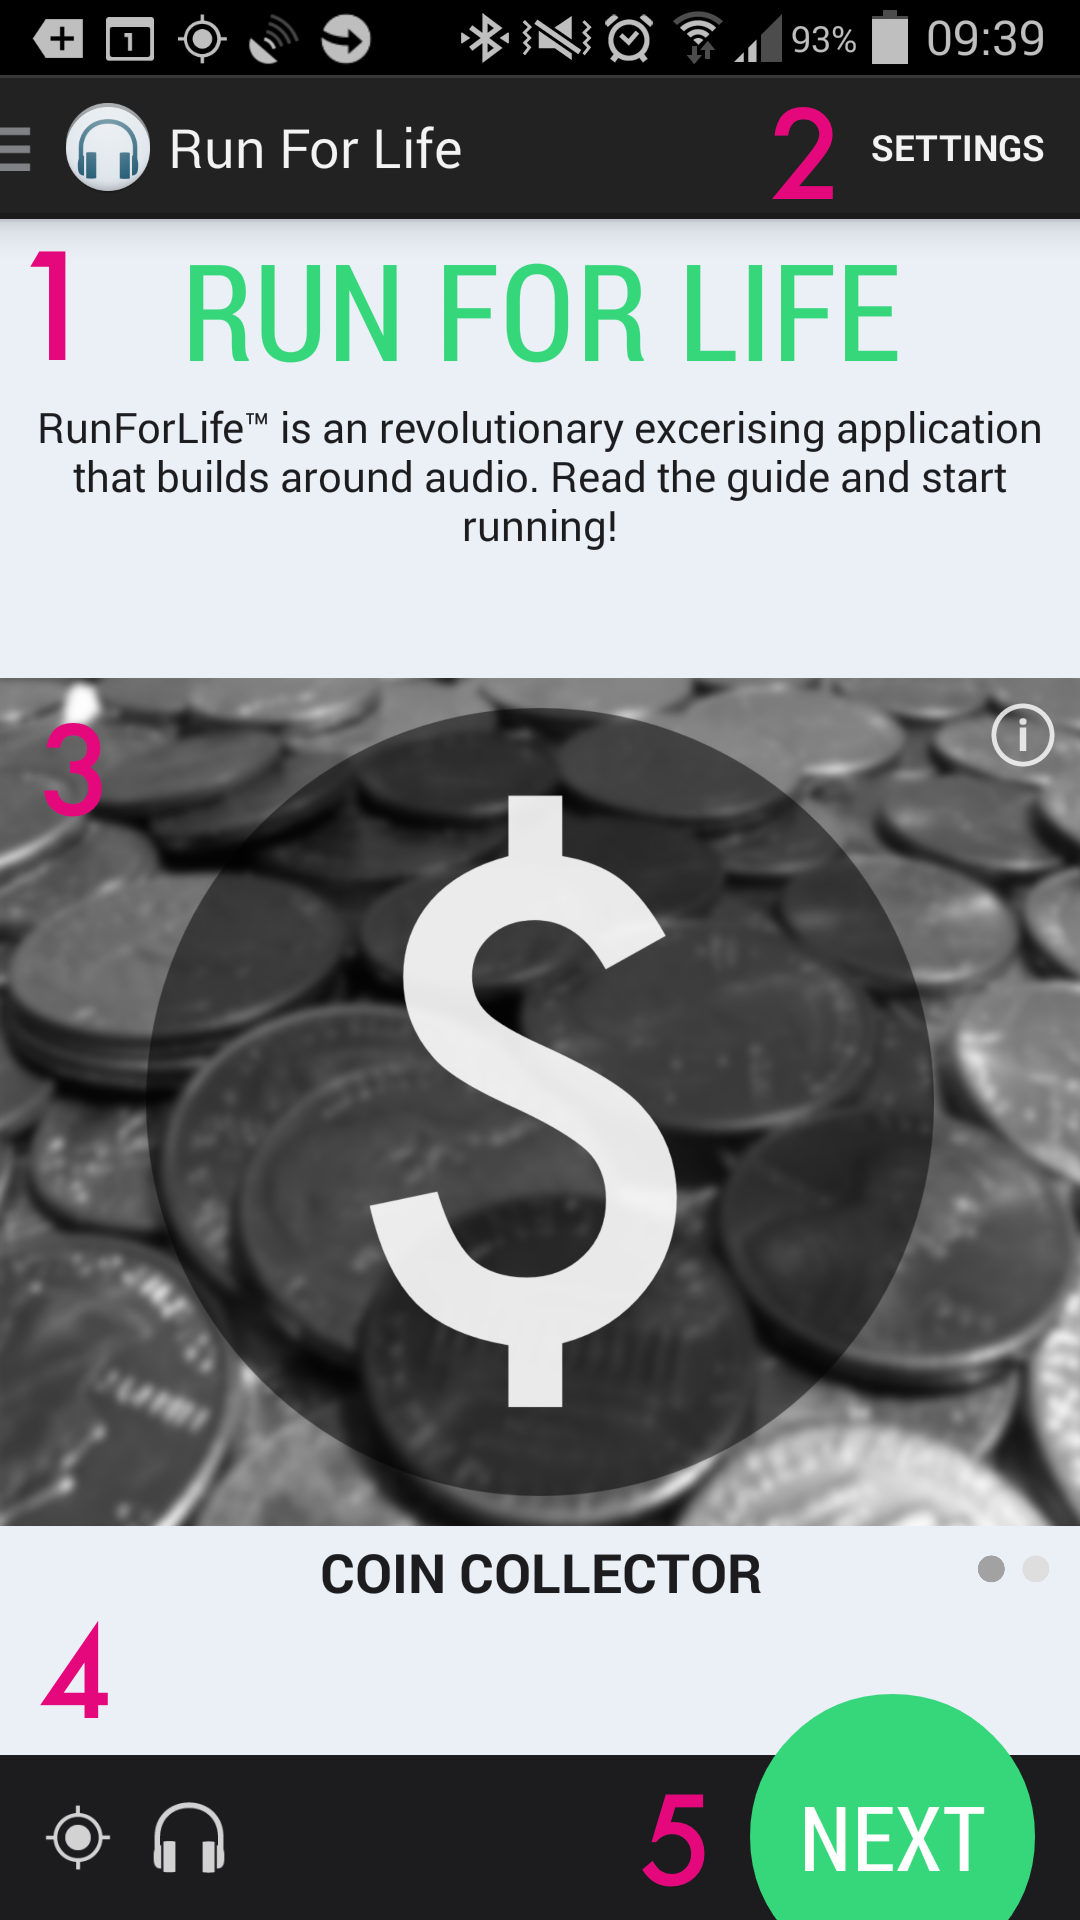 1
93% 09:39
Run For Life 2 SETTINGS
1 RUN FOR LIFE
RunForLife™ is an revolutionary excerising application
that builds around audio. Read the guide and start
running!
3 i
$
COIN COLLECTOR
4
5 NEXT